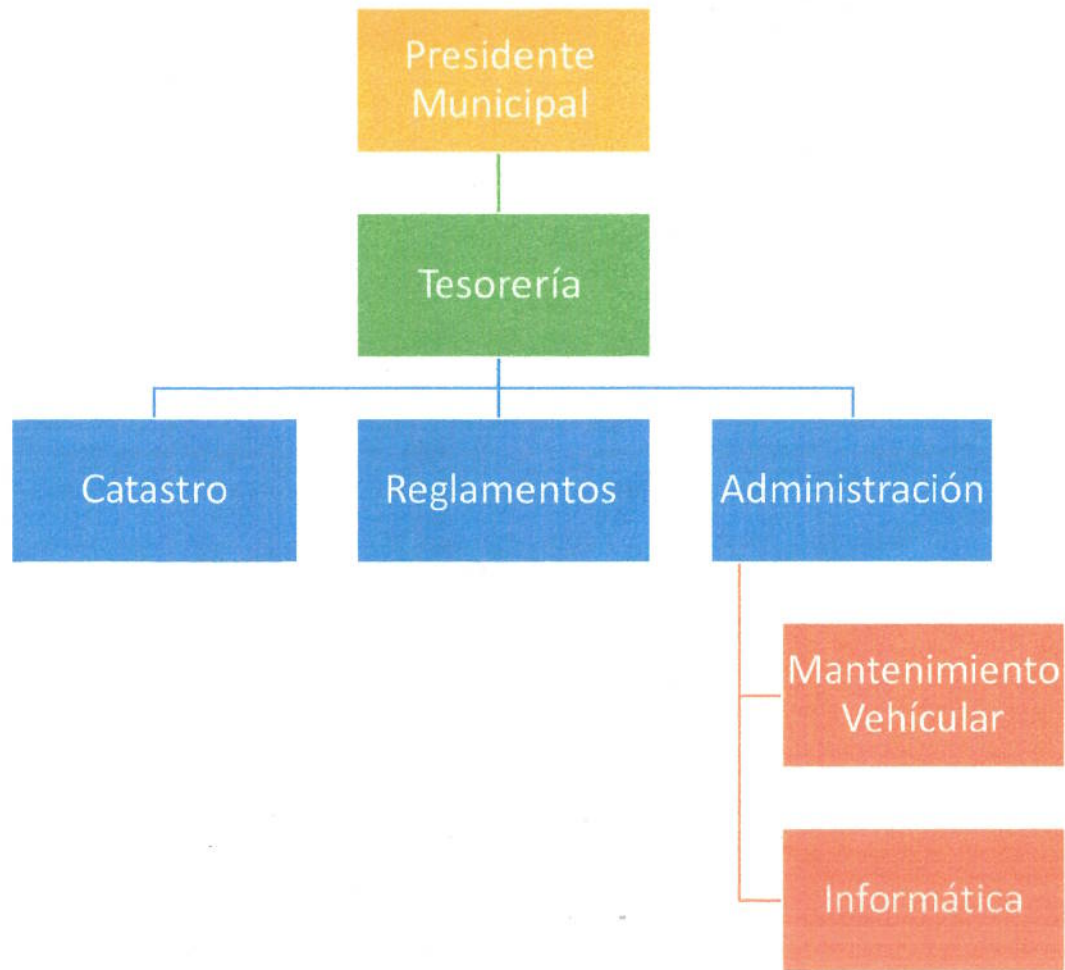 Presidente
Municipal
Tesorería
Catastro
Reglamentos
Administración
Mantenimiento
Vehícular
Informática